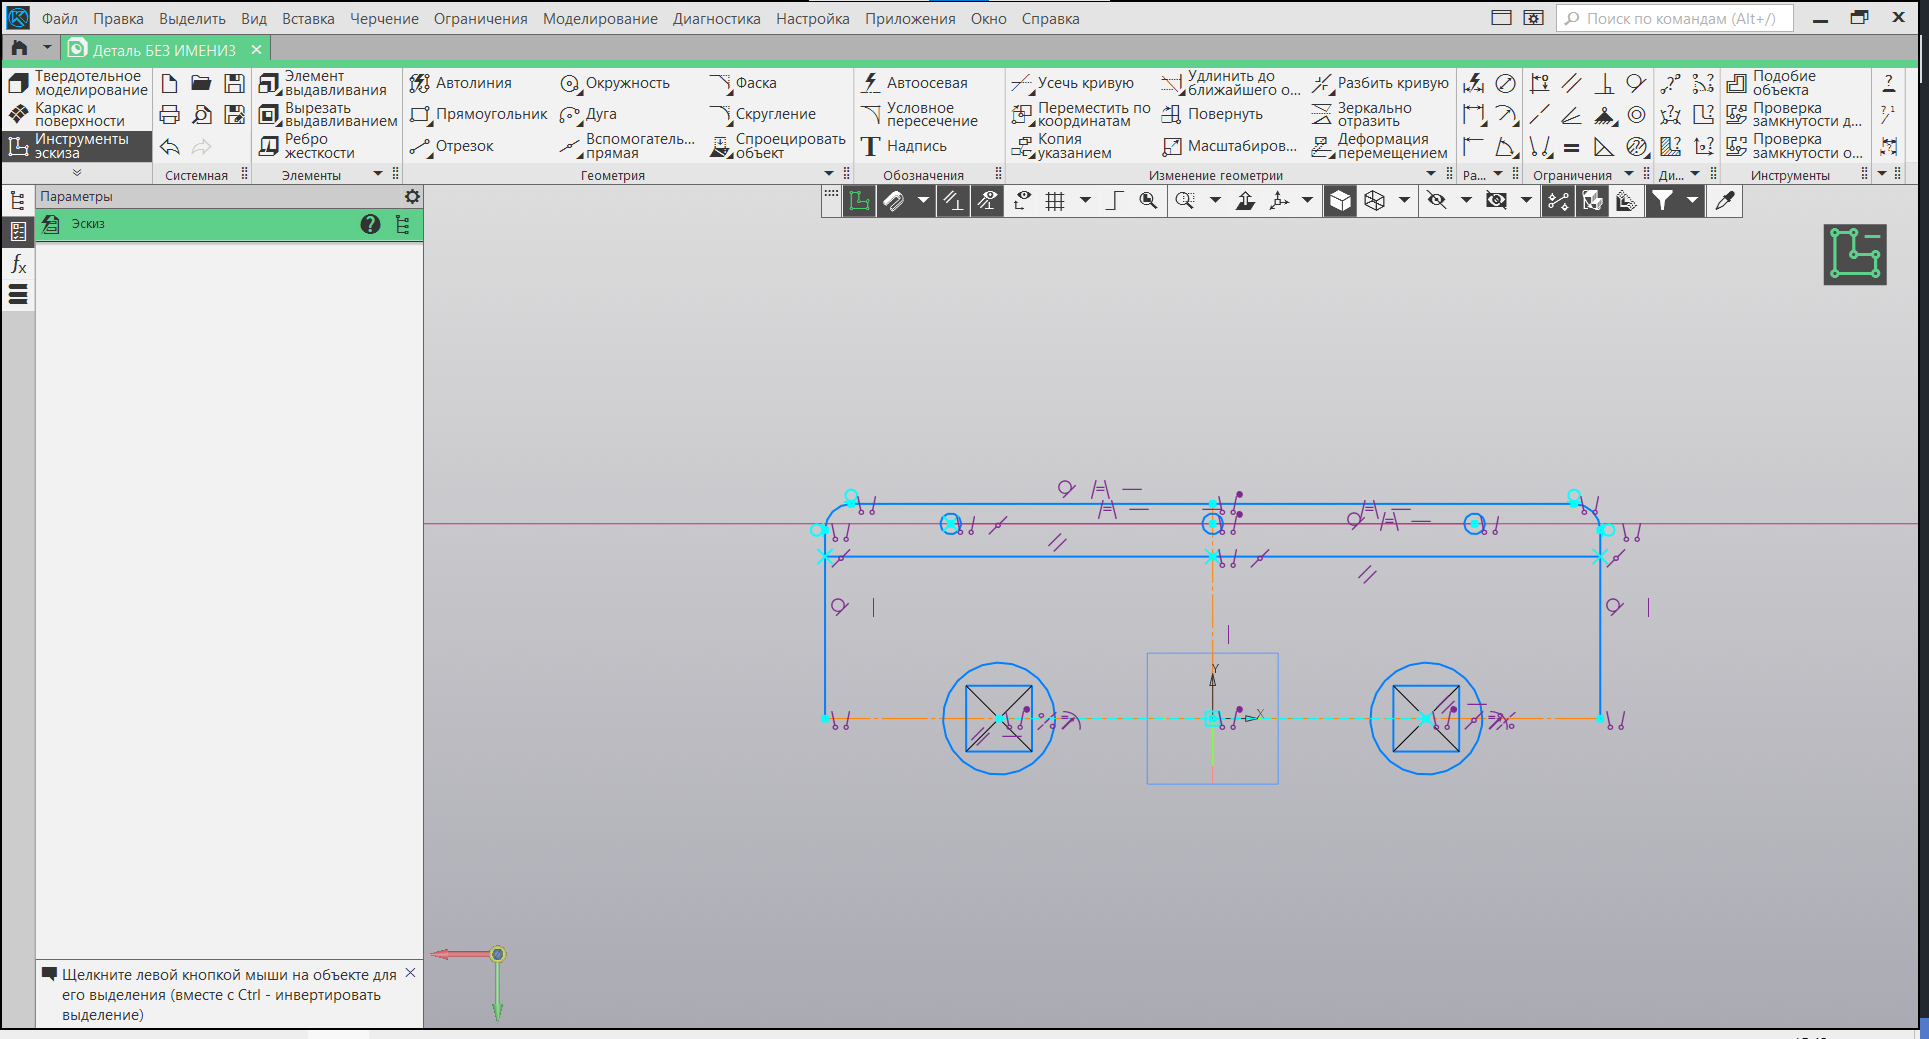 Файл Правка Выделить Вид Вставка Черчение Ограничения Моделирование Диагностика Настройка Приложения Окно Справка
Поиск по командам (Alt+/)
Деталь БЕЗ ИМЕНИ3
Твердотельное моделирование
Каркас и поверхности
Инструменты эскиза
Системная
Элемент выдавливания
Вырезать выдавливанием
Ребро жесткости
Элементы
Автолиния
Окружность
Фаска
Прямоугольник
Дуга
Скругление
Отрезок
Вспомогатель... прямая
Спроецировать объект
Геометрия
Автоосевая
Условное пересечение
Надпись
Обозначения
Усечь кривую
Удлинить до ближайшего о...
Разбить кривую
Переместить по координатам
Повернуть
Зеркально отразить
Копия указанием
Масштабиров...
Деформация перемещением
Изменение геометрии
Ра...
Ограничения
Ди...
Подобие объекта
Проверка замкнутости д...
Проверка замкнутости о...
Инструменты
Параметры
Эскиз
fx
Y
X
Щелкните левой кнопкой мыши на объекте для
его выделения (вместе с Ctrl - инвертировать
выделение)